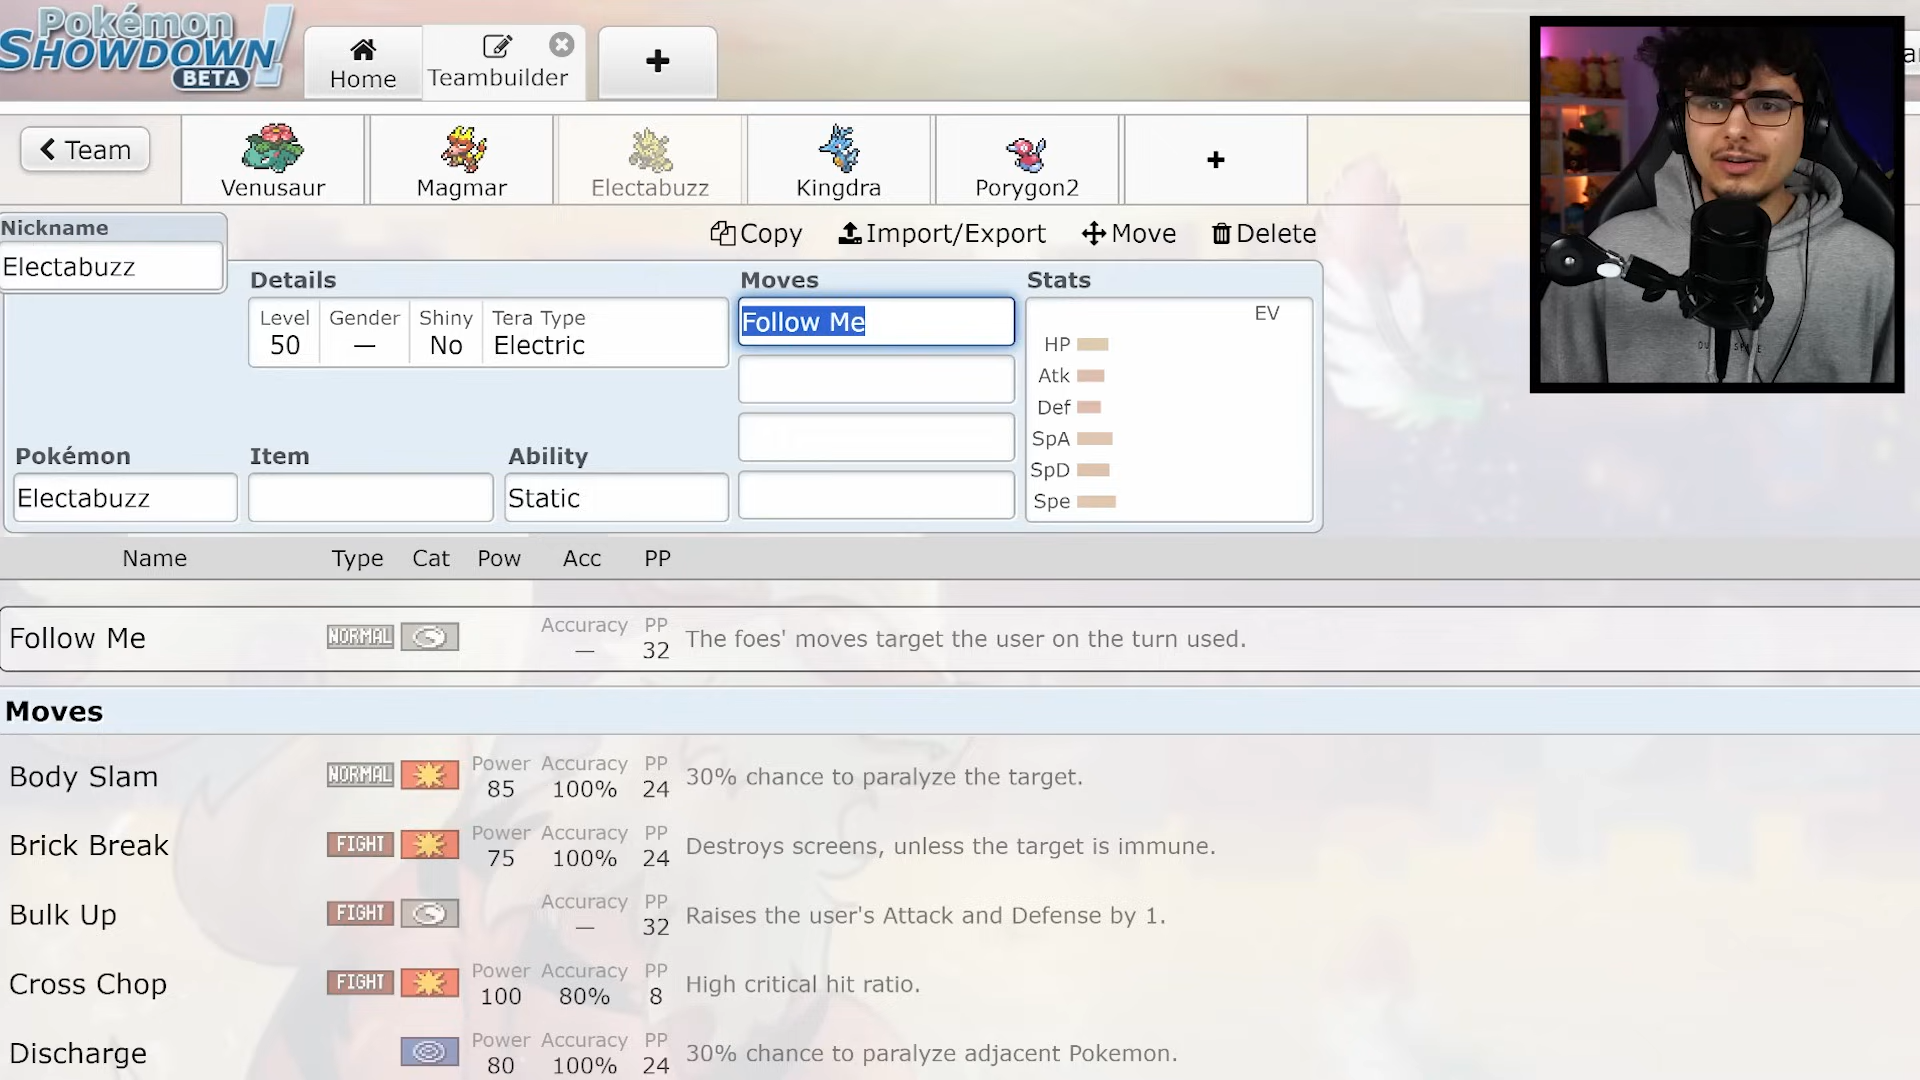 Pokémon
SHOWDOWN!
BETA
Home
Teambuilder
+
Team
Venusaur
Magmar
Electabuzz
Kingdra
Porygon2
+
Nickname
Electabuzz
Copy
Import/Export
Move
Delete
Details
Level
50
Gender
—
Shiny
No
Tera Type
Electric
Moves
Follow Me
Stats
EV
HP
Atk
Def
SpA
SpD
Spe
Pokémon
Electabuzz
Item
Ability
Static
Name Type Cat Pow Acc PP
Follow Me NORMAL Accuracy — PP 32 The foes' moves target the user on the turn used.
Moves
Body Slam NORMAL Power 85 Accuracy 100% PP 24 30% chance to paralyze the target.
Brick Break FIGHT Power 75 Accuracy 100% PP 24 Destroys screens, unless the target is immune.
Bulk Up FIGHT Accuracy — PP 32 Raises the user's Attack and Defense by 1.
Cross Chop FIGHT Power 100 Accuracy 80% PP 8 High critical hit ratio.
Discharge Power 80 Accuracy 100% PP 24 30% chance to paralyze adjacent Pokemon.